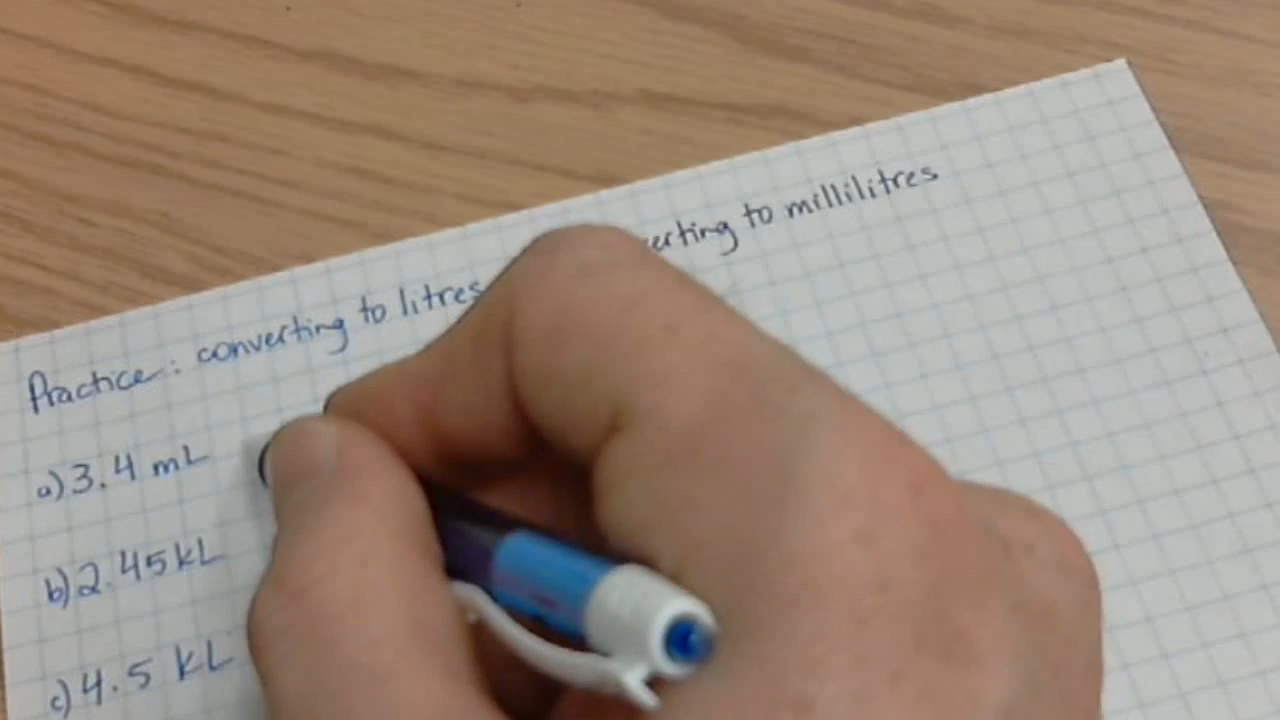 Practice: converting to litres erting to millilitres
a) 3.4 mL
b) 2.45 kL
c) 4.5 kL